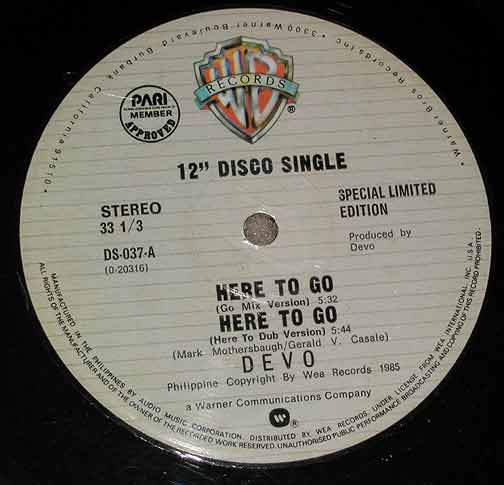 • 3300 Warner Boulevard Burbank, California 91510 •
• Warner Bros Records Inc.
WB
RECORDS
®
PARI
MEMBER
APPROVED
12" DISCO SINGLE
STEREO
33 1/3
SPECIAL LIMITED
EDITION
DS-037-A
(0-20316)
Produced by
Devo
HERE TO GO
(Go Mix Version) 5:32
HERE TO GO
(Here To Dub Version) 5:44
(Mark Mothersbaugh/Gerald V. Casale)
DEVO
Philippine Copyright By Wea Records 1985
a Warner Communications Company
W ®
MANUFACTURED IN THE PHILIPPINES BY AUDIO MUSIC CORPORATION. DISTRIBUTED BY WEA RECORDS, UNDER LICENSE FROM WEA INTERNATIONAL INC U S A.
ALL RIGHTS OF THE MANUFACTURER AND OF THE OWNER OF THE RECORDED WORK RESERVED. UNAUTHORISED PUBLIC PERFORMANCE BROADCASTING AND COPYING OF THIS RECORD PROHIBITED.